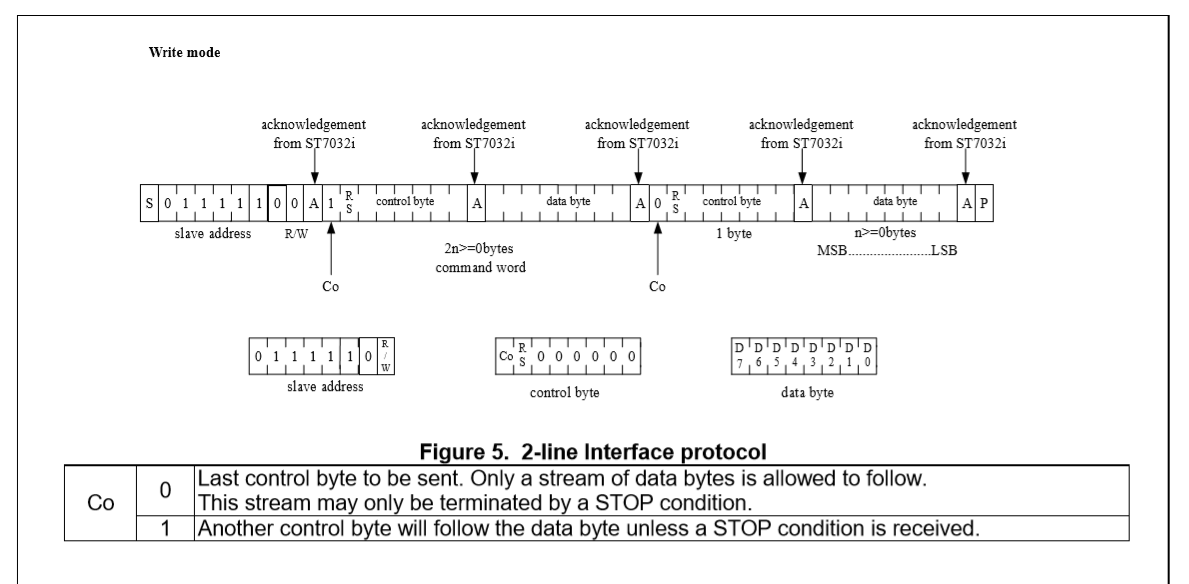 Write mode
acknowledgement acknowledgement acknowledgement acknowledgement acknowledgement
from ST7032i from ST7032i from ST7032i from ST7032i from ST7032i
S 0 1 1 1 1 1 0 0 A 1 RS control byte A data byte A 0 RS control byte A data byte A P
slave address R/W 1 byte n>=0bytes
2n>=0bytes MSB........................LSB
command word
Co Co
0 1 1 1 1 1 0 R/W Co RS 0 0 0 0 0 0 D7 D6 D5 D4 D3 D2 D1 D0
slave address control byte data byte
Figure 5. 2-line Interface protocol
Co 0 Last control byte to be sent. Only a stream of data bytes is allowed to follow.
This stream may only be terminated by a STOP condition.
1 Another control byte will follow the data byte unless a STOP condition is received.